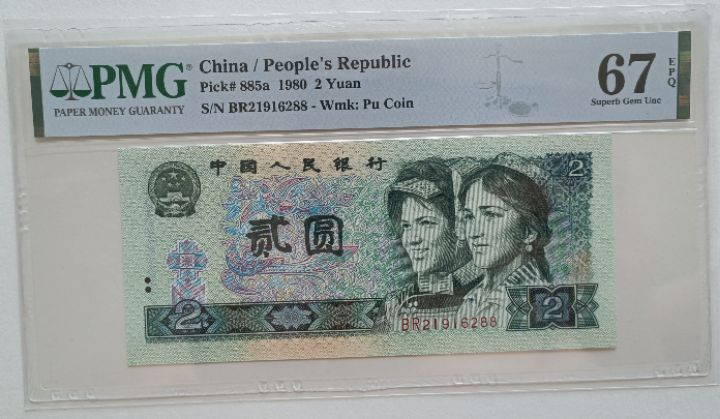 PMG
PAPER MONEY GUARANTY
China / People's Republic
Pick# 885a 1980 2 Yuan
S/N BR21916288 - Wmk: Pu Coin
67
EPQ
Superb Gem Unc
中国人民银行
2
贰圆
2
BR21916288
2